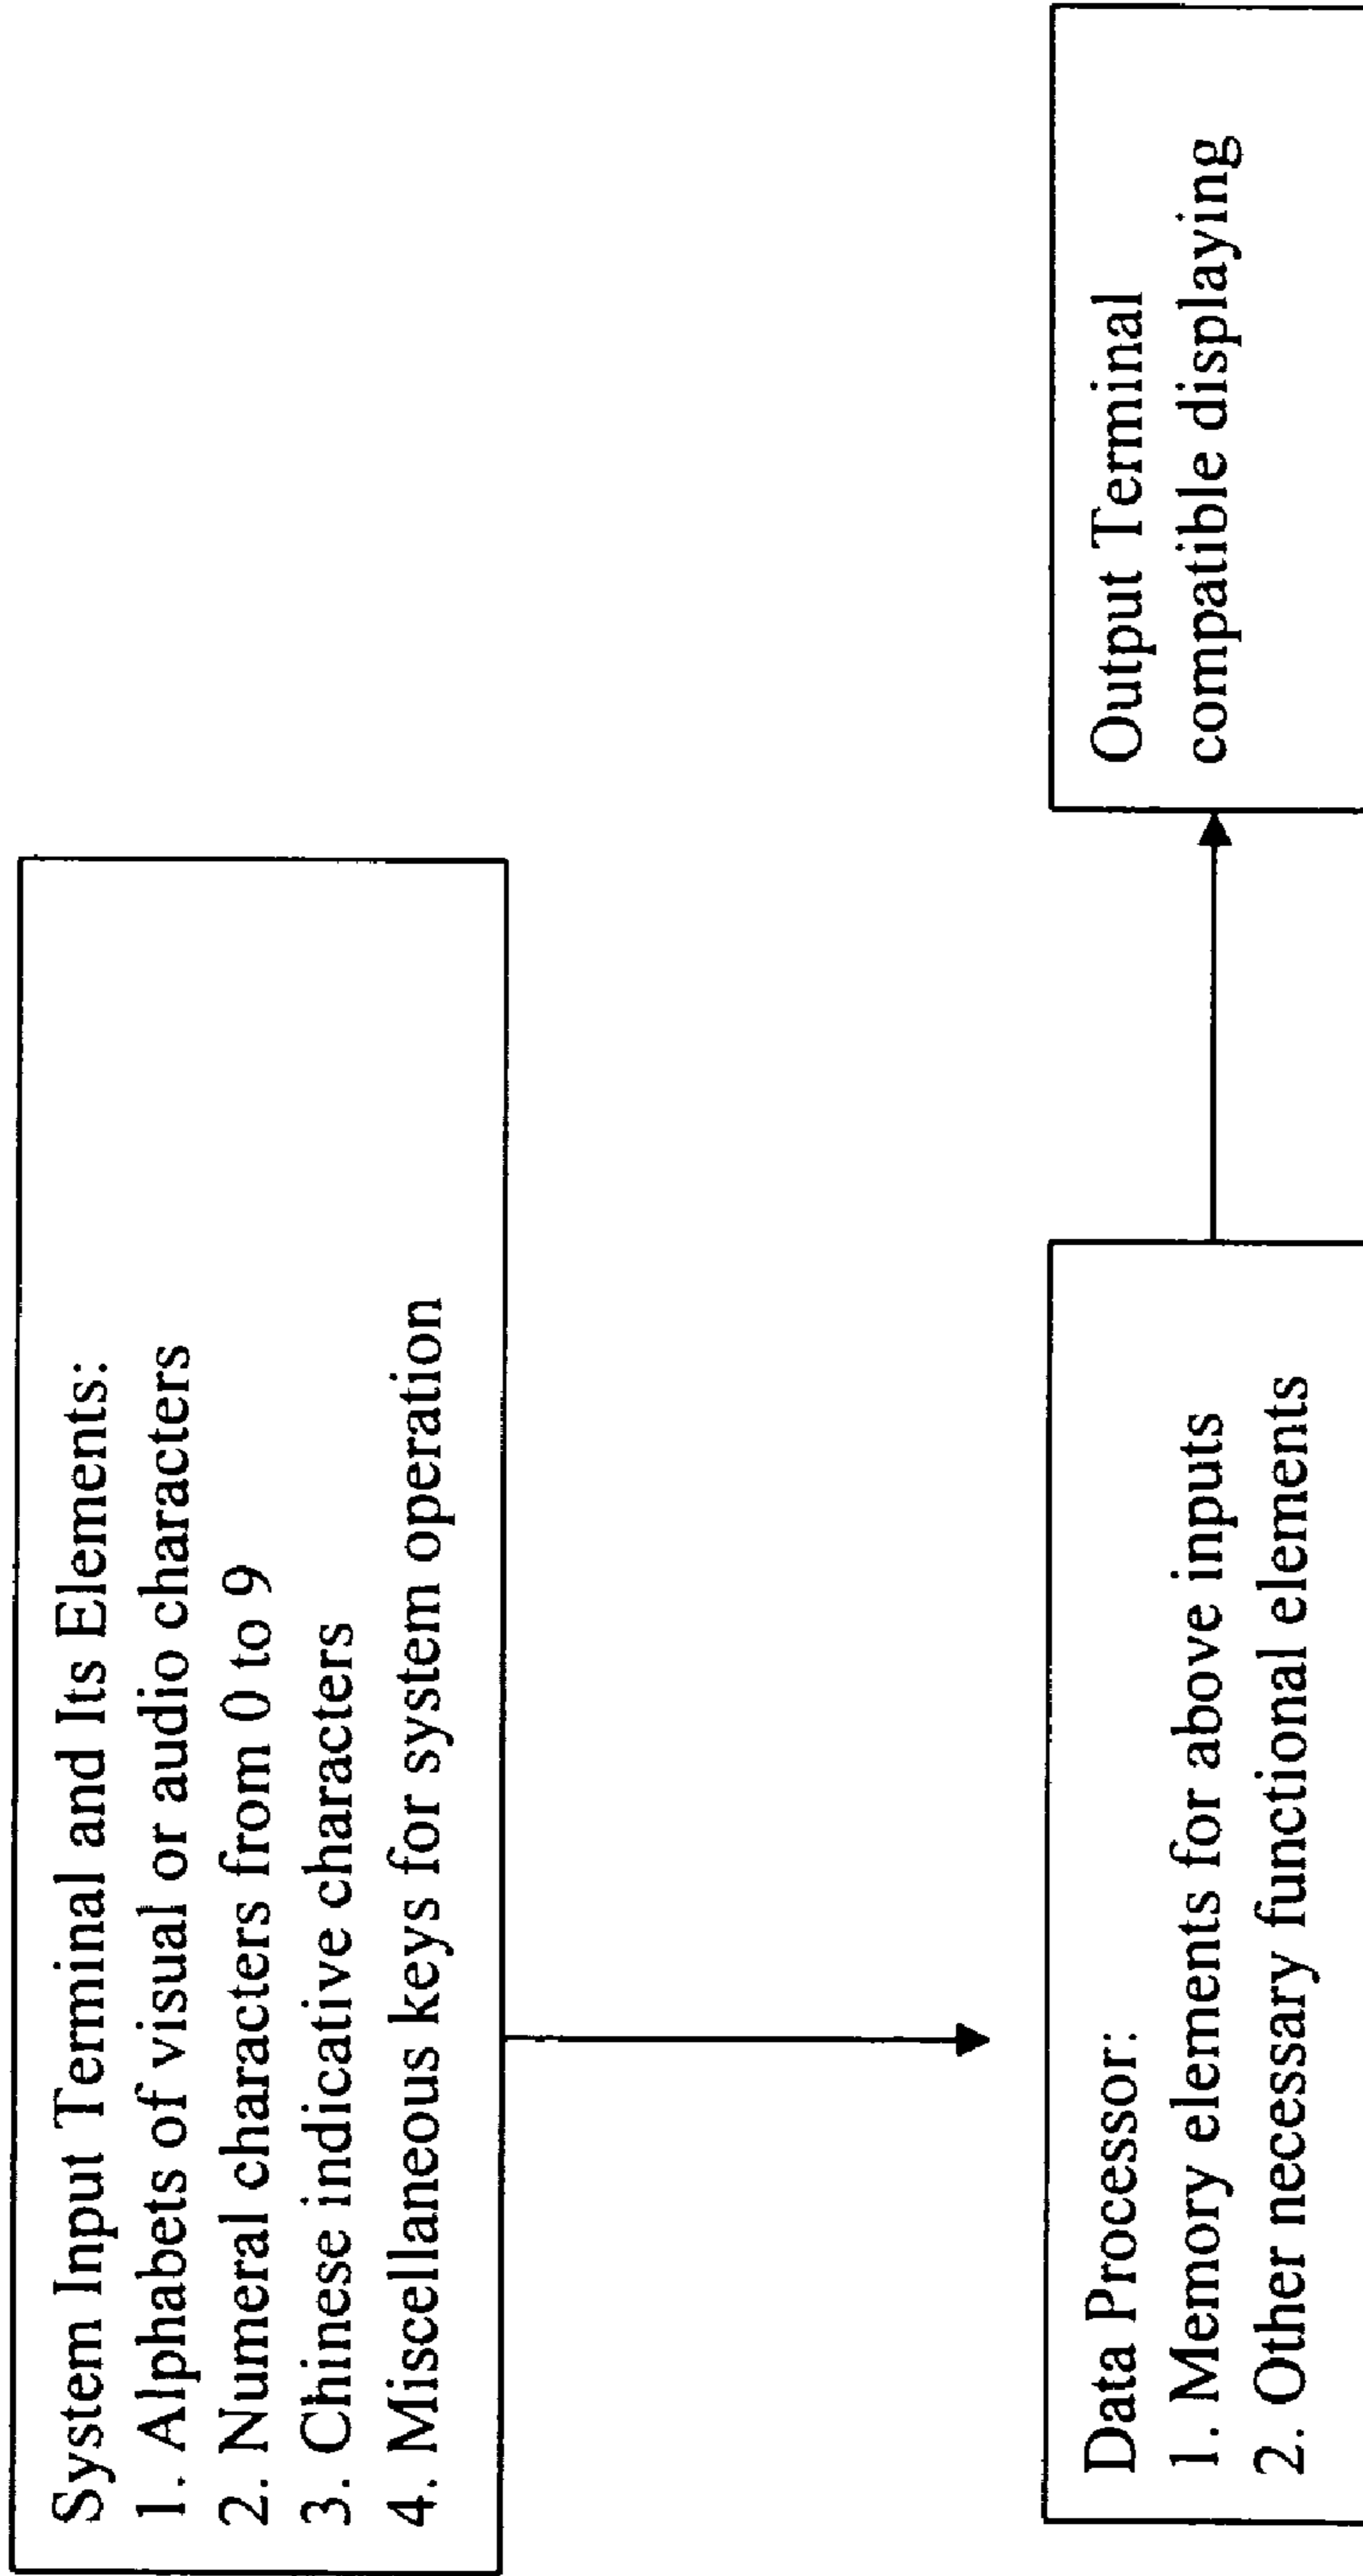 System Input Terminal and Its Elements:
1. Alphabets of visual or audio characters
2. Numeral characters from 0 to 9
3. Chinese indicative characters
4. Miscellaneous keys for system operation
Data Processor:
1. Memory elements for above inputs
2. Other necessary functional elements
Output Terminal
compatible displaying